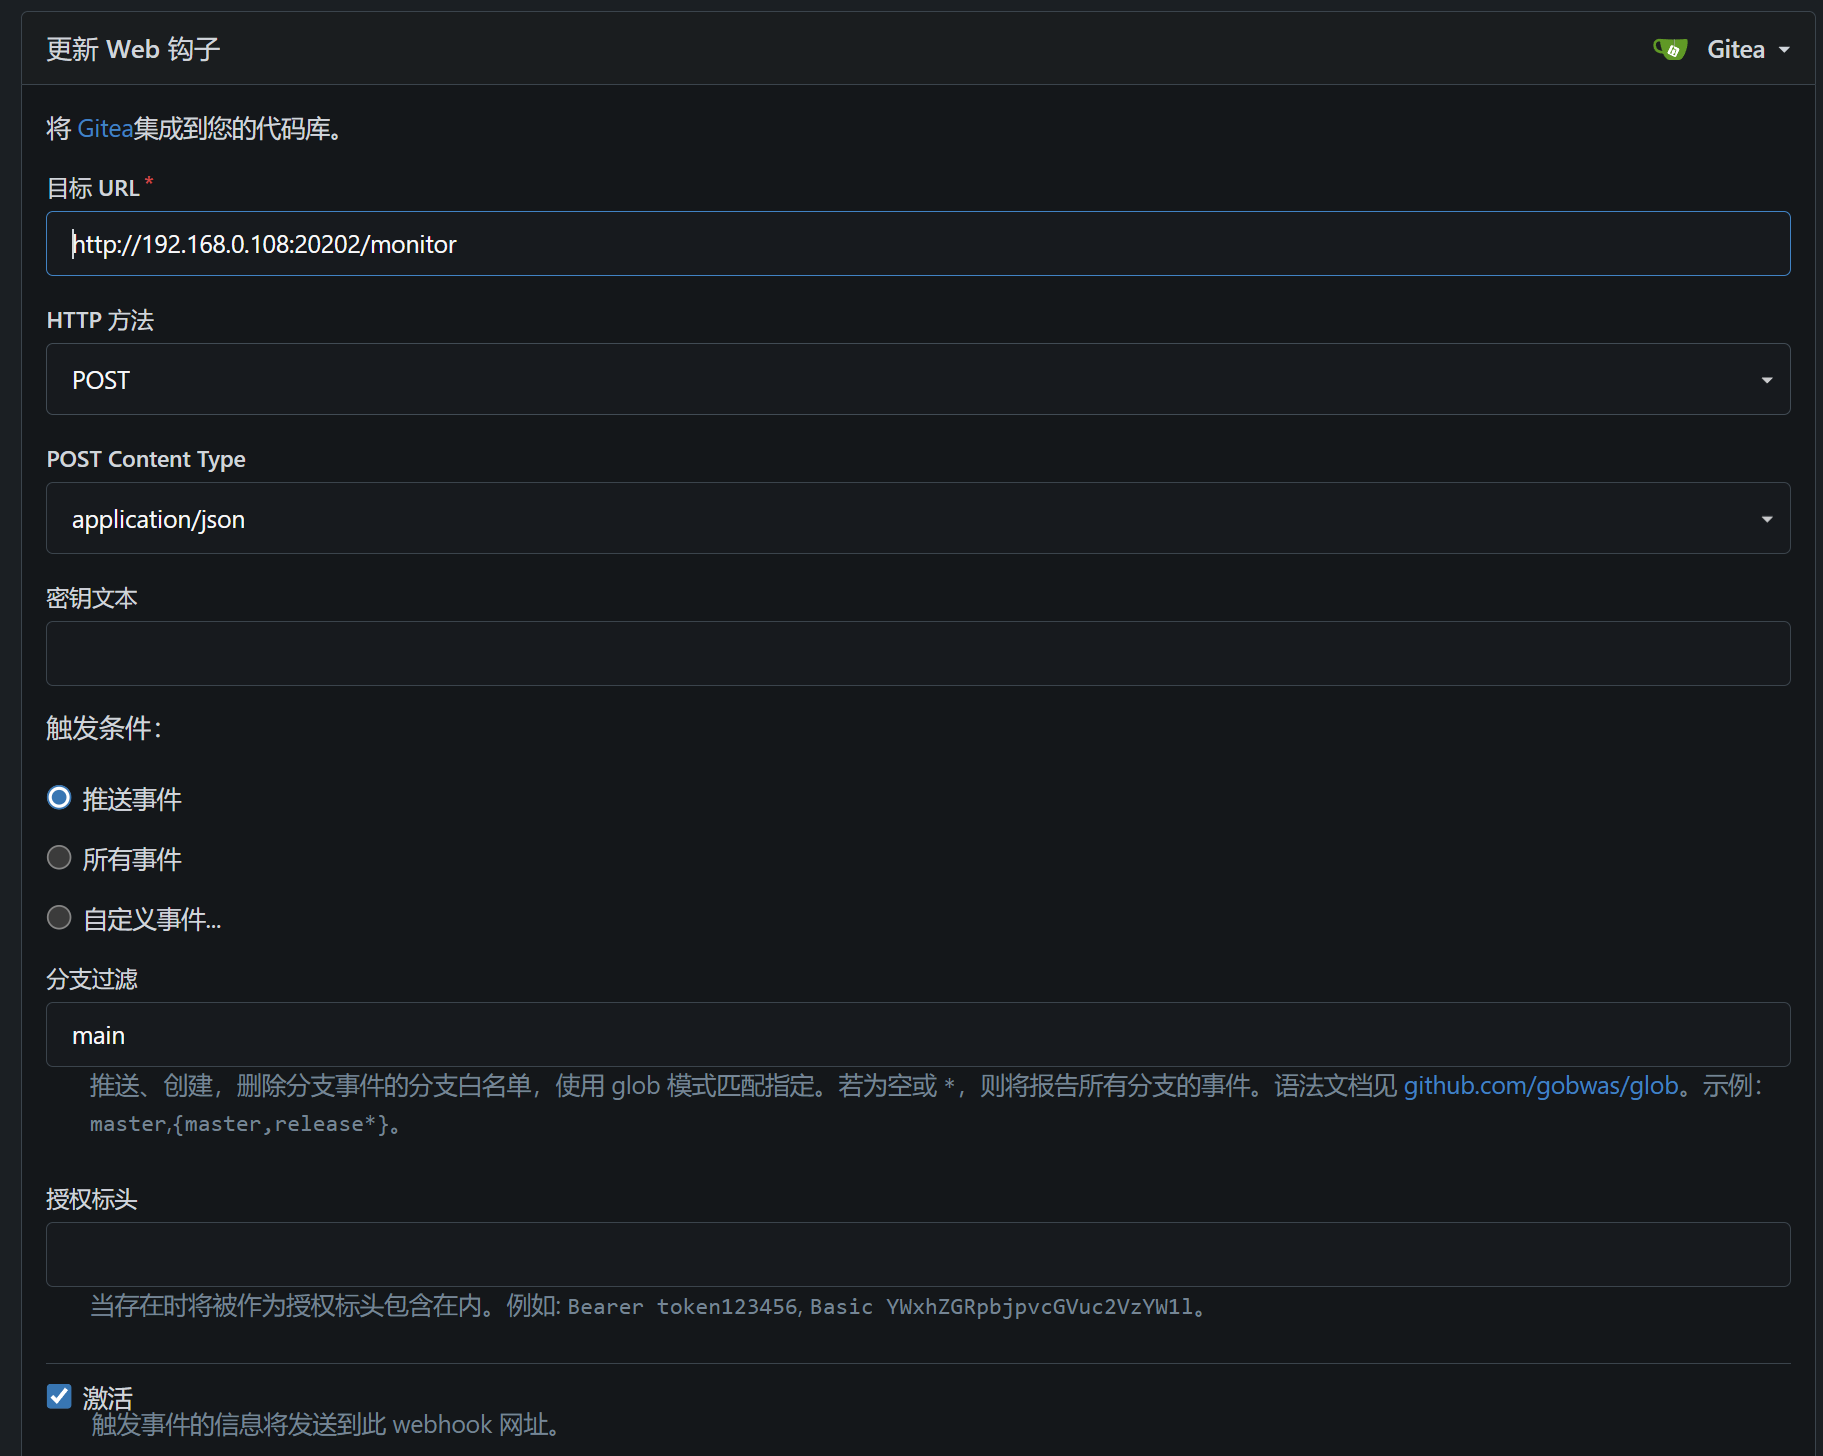 更新 Web 钩子
Gitea
将 Gitea集成到您的代码库。
目标 URL *
http://192.168.0.108:20202/monitor
HTTP 方法
POST
POST Content Type
application/json
密钥文本
触发条件：
推送事件
所有事件
自定义事件...
分支过滤
main
推送、创建，删除分支事件的分支白名单，使用 glob 模式匹配指定。若为空或 *，则将报告所有分支的事件。语法文档见 github.com/gobwas/glob。示例：
master,{master,release*}。
授权标头
当存在时将被作为授权标头包含在内。例如: Bearer token123456, Basic YWxhZGRpbjpvcGVuc2VzYW1l。
激活
触发事件的信息将发送到此 webhook 网址。